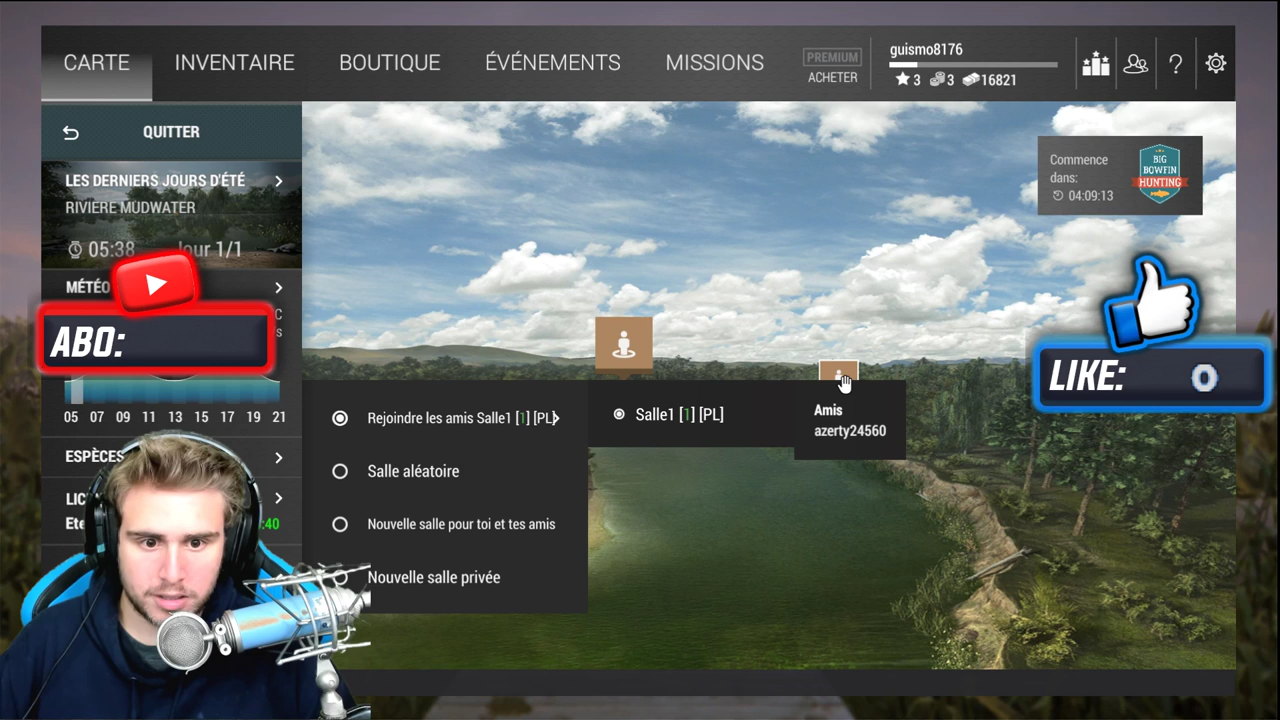 CARTE
INVENTAIRE
BOUTIQUE
ÉVÉNEMENTS
MISSIONS
PREMIUM
ACHETER
guismo8176
3
3
16821
?
QUITTER
LES DERNIERS JOURS D'ÉTÉ
RIVIERE MUDWATER
05:38 Jour 1/1
Commence
dans:
04:09:13
BIG
BOWFIN
HUNTING
MÉTÉO
C
s
ABO:
LIKE: 0
05 07 09 11 13 15 17 19 21
ESPÈCES
LIC
Ete
:40
Rejoindre les amis Salle1 [1] [PL]
Salle aléatoire
Nouvelle salle pour toi et tes amis
Nouvelle salle privée
Salle1 [1] [PL]
Amis
azerty24560